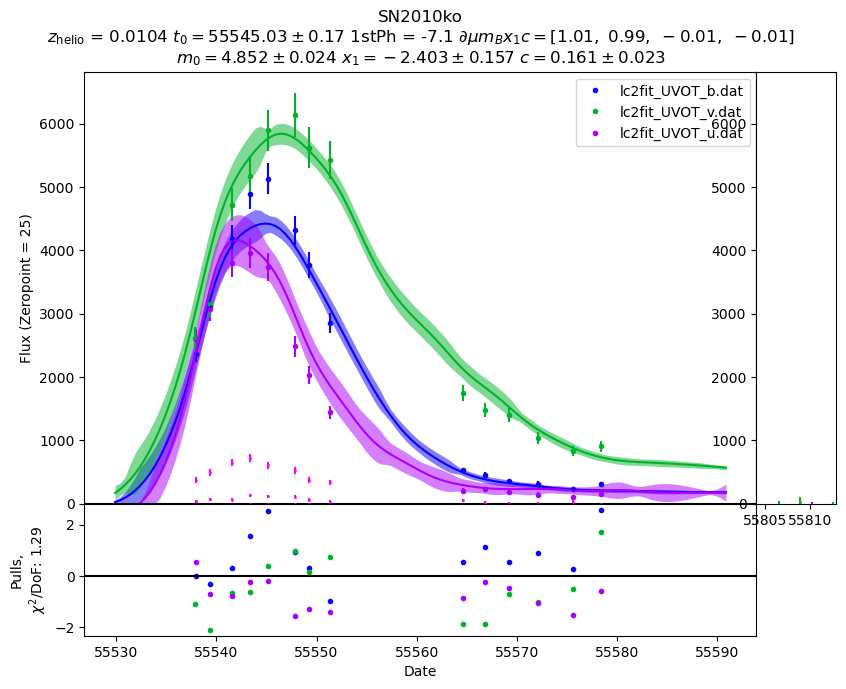 SN2010ko
z_helio = 0.0104 t_0 = 55545.03 ± 0.17 1stPh = -7.1 ∂μm_Bx_1c = [1.01, 0.99, −0.01, −0.01]
m_0 = 4.852 ± 0.024 x_1 = −2.403 ± 0.157 c = 0.161 ± 0.023
lc2fit_UVOT_b.dat
lc2fit_UVOT_v.dat
lc2fit_UVOT_u.dat
Flux (Zeropoint = 25)
6000
5000
4000
3000
2000
1000
0
6000
5000
4000
3000
2000
1000
0
55805 55810
Pulls,
χ²/DoF: 1.29
2
0
−2
55530 55540 55550 55560 55570 55580 55590
Date